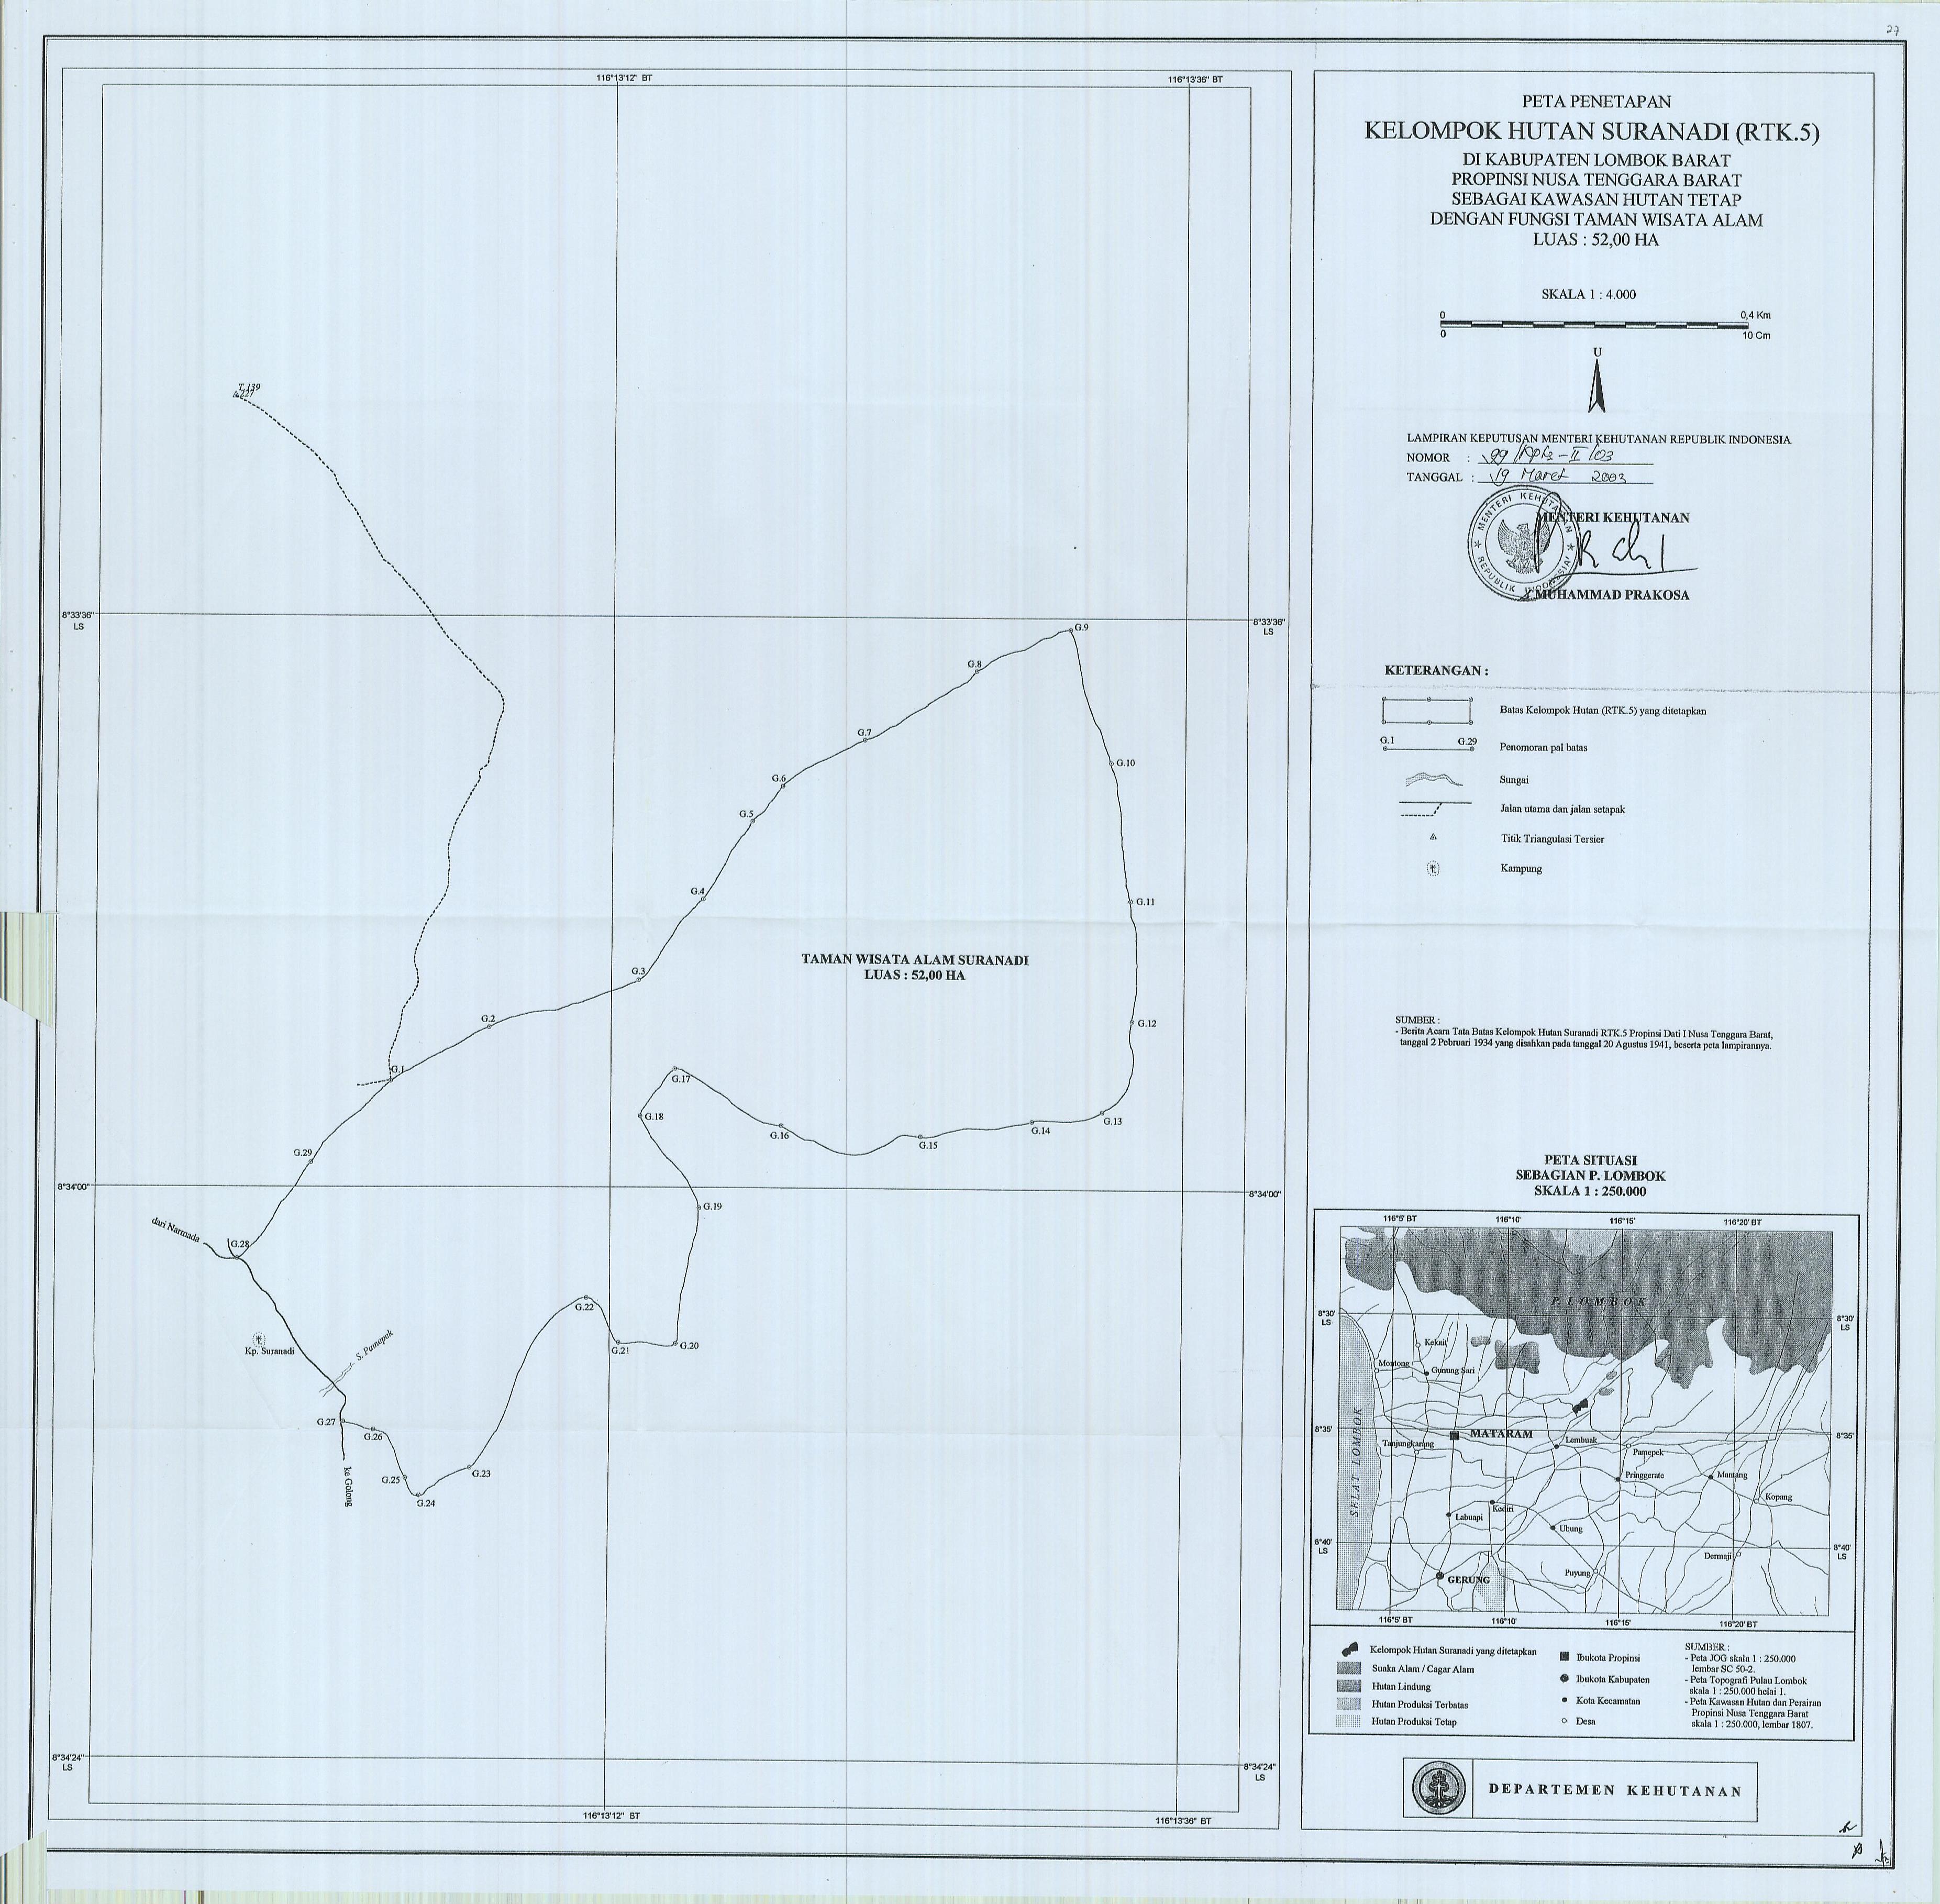 27
116°13'12" BT
116°13'36" BT
T.139
227
8°33'36"
LS
8°33'36"
LS
G.9
G.8
G.7
G.10
G.6
G.5
G.4
G.11
TAMAN WISATA ALAM SURANADI
LUAS : 52,00 HA
G.3
G.2
G.12
G.1
G.17
G.18
G.13
G.14
G.16
G.15
G.29
8°34'00"
8°34'00"
G.19
dari Narmada
G.28
G.22
S. Pamepek
Kp. Suranadi
G.21
G.20
G.27
G.26
G.25
G.23
G.24
ke Golong
8°34'24"
LS
8°34'24"
LS
116°13'12" BT
116°13'36" BT
PETA PENETAPAN
KELOMPOK HUTAN SURANADI (RTK.5)
DI KABUPATEN LOMBOK BARAT
PROPINSI NUSA TENGGARA BARAT
SEBAGAI KAWASAN HUTAN TETAP
DENGAN FUNGSI TAMAN WISATA ALAM
LUAS : 52,00 HA
SKALA 1 : 4.000
0 0,4 Km
0 10 Cm
U
LAMPIRAN KEPUTUSAN MENTERI KEHUTANAN REPUBLIK INDONESIA
NOMOR : 99/Kpts-II/03
TANGGAL : 19 Maret 2003
MENTERI KEHUTANAN
REPUBLIK INDONESIA
MENTERI KEHUTANAN
MUHAMMAD PRAKOSA
KETERANGAN :
Batas Kelompok Hutan (RTK.5) yang ditetapkan
G.1 G.29
Penomoran pal batas
Sungai
Jalan utama dan jalan setapak
Titik Triangulasi Tersier
Kampung
SUMBER :
- Berita Acara Tata Batas Kelompok Hutan Suranadi RTK.5 Propinsi Dati I Nusa Tenggara Barat,
tanggal 2 Pebruari 1934 yang disahkan pada tanggal 20 Agustus 1941, beserta peta lampirannya.
PETA SITUASI
SEBAGIAN P. LOMBOK
SKALA 1 : 250.000
116°5' BT 116°10' 116°15' 116°20' BT
P. LOMBOK
8°30'
LS
8°30'
LS
Kekait
Montong
Gunung Sari
SELAT LOMBOK
8°35'
8°35'
MATARAM
Tanjungkarang
Lembuak
Pamepek
Pringgerate
Mantang
Kopang
Kediri
Labuapi
Ubung
8°40'
LS
8°40'
LS
Dermaji
Puyung
GERUNG
116°5' BT 116°10' 116°15' 116°20' BT
Kelompok Hutan Suranadi yang ditetapkan
Suaka Alam / Cagar Alam
Hutan Lindung
Hutan Produksi Terbatas
Hutan Produksi Tetap
Ibukota Propinsi
Ibukota Kabupaten
Kota Kecamatan
Desa
SUMBER :
- Peta JOG skala 1 : 250.000
lembar SC 50-2.
- Peta Topografi Pulau Lombok
skala 1 : 250.000 helai 1.
- Peta Kawasan Hutan dan Perairan
Propinsi Nusa Tenggara Barat
skala 1 : 250.000, lembar 1807.
DEPARTEMEN KEHUTANAN